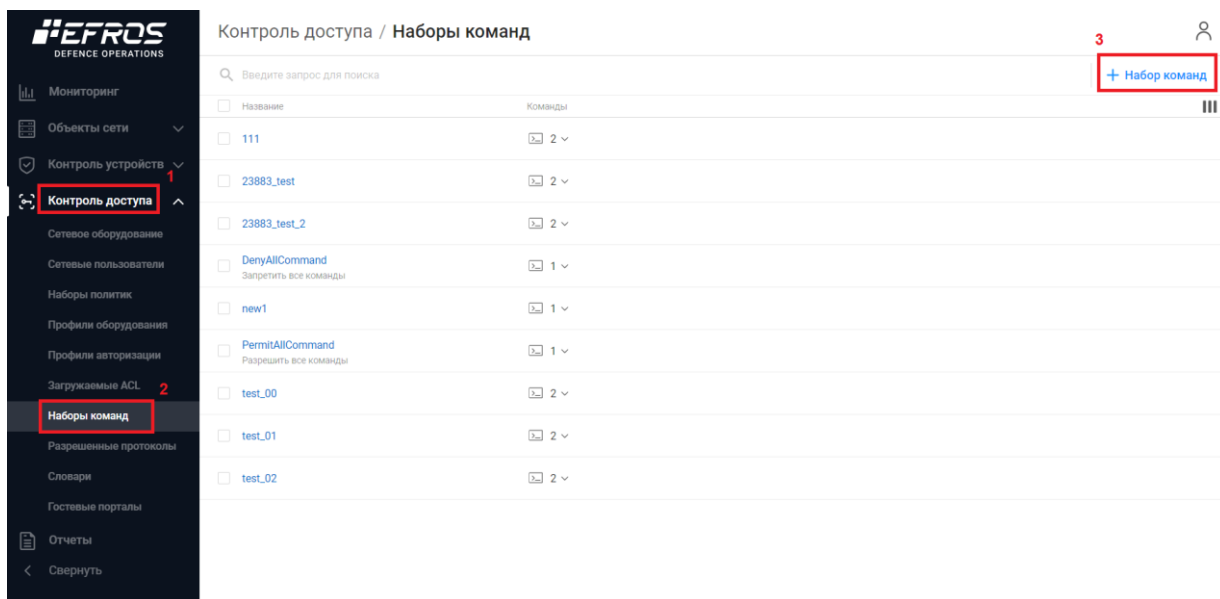 EFROS
DEFENCE OPERATIONS
Мониторинг
Объекты сети
Контроль устройств
1
Контроль доступа
Сетевое оборудование
Сетевые пользователи
Наборы политик
Профили оборудования
Профили авторизации
Загружаемые ACL
2
Наборы команд
Разрешенные протоколы
Словари
Гостевые порталы
Отчеты
Свернуть
Контроль доступа / Наборы команд
3
Введите запрос для поиска
+ Набор команд
Название Команды
111 2
23883_test 2
23883_test_2 2
DenyAllCommand 1
Запретить все команды
new1 1
PermitAllCommand 1
Разрешить все команды
test_00 2
test_01 2
test_02 2